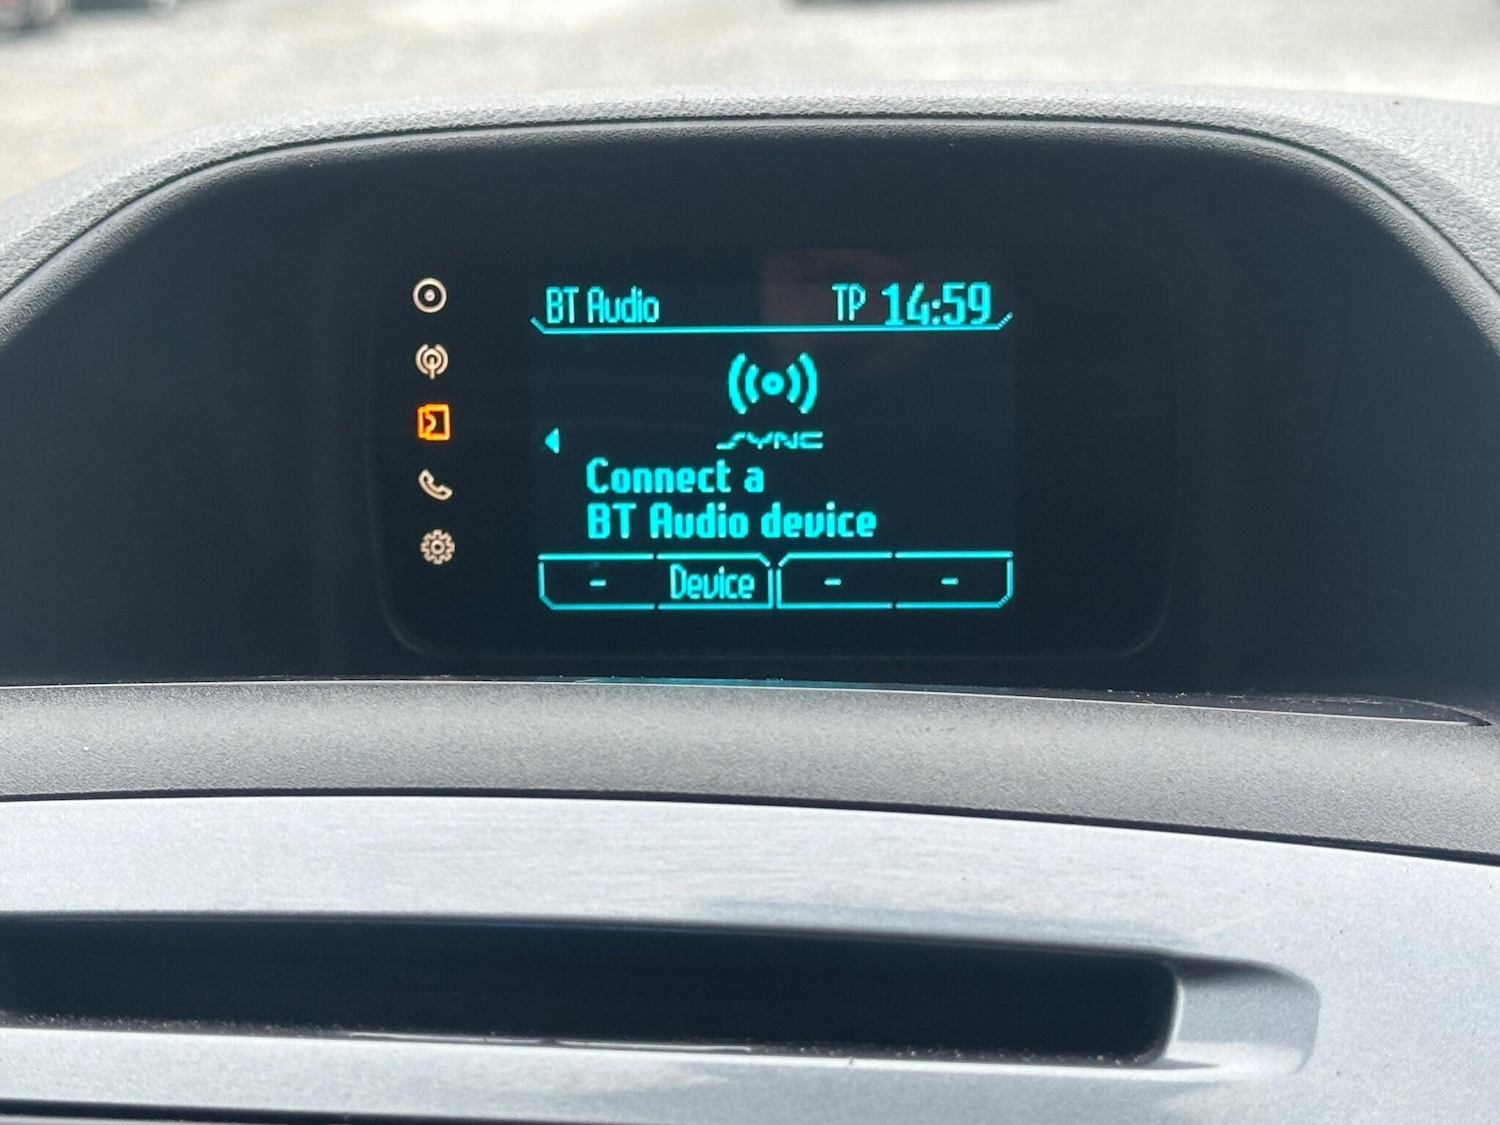 BT Audio TP 14:59
SYNC
Connect a
BT Audio device
- Device - -